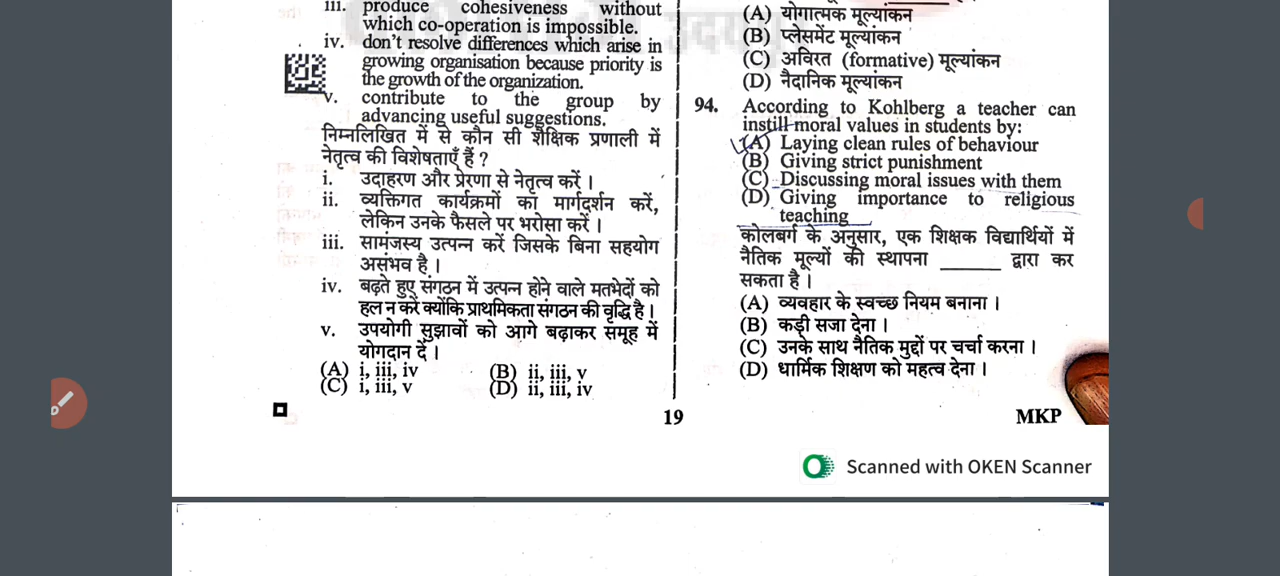 iii. produce cohesiveness without
which co-operation is impossible.
iv. don't resolve differences which arise in
growing organisation because priority is
the growth of the organization.
v. contribute to the group by
advancing useful suggestions.
निम्नलिखित में से कौन सी शैक्षिक प्रणाली में
नेतृत्व की विशेषताएँ हैं ?
i. उदाहरण और प्रेरणा से नेतृत्व करें ।
ii. व्यक्तिगत कार्यक्रमों का मार्गदर्शन करें,
लेकिन उनके फैसले पर भरोसा करें ।
iii. सामंजस्य उत्पन्न करें जिसके बिना सहयोग
असंभव है ।
iv. बढ़ते हुए संगठन में उत्पन्न होने वाले मतभेदों को
हल न करें क्योंकि प्राथमिकता संगठन की वृद्धि है ।
v. उपयोगी सुझावों को आगे बढ़ाकर समूह में
योगदान दें ।
(A) i, iii, iv (B) ii, iii, v
(C) i, iii, v (D) ii, iii, iv
(A) योगात्मक मूल्यांकन
(B) प्लेसमेंट मूल्यांकन
(C) अविरत (formative) मूल्यांकन
(D) नैदानिक मूल्यांकन
94. According to Kohlberg a teacher can
instill moral values in students by:
(A) Laying clean rules of behaviour
(B) Giving strict punishment
(C) Discussing moral issues with them
(D) Giving importance to religious
teaching
कोलबर्ग के अनुसार, एक शिक्षक विद्यार्थियों में
नैतिक मूल्यों की स्थापना ______ द्वारा कर
सकता है ।
(A) व्यवहार के स्वच्छ नियम बनाना ।
(B) कड़ी सजा देना ।
(C) उनके साथ नैतिक मुद्दों पर चर्चा करना ।
(D) धार्मिक शिक्षण को महत्व देना ।
19
MKP
Scanned with OKEN Scanner